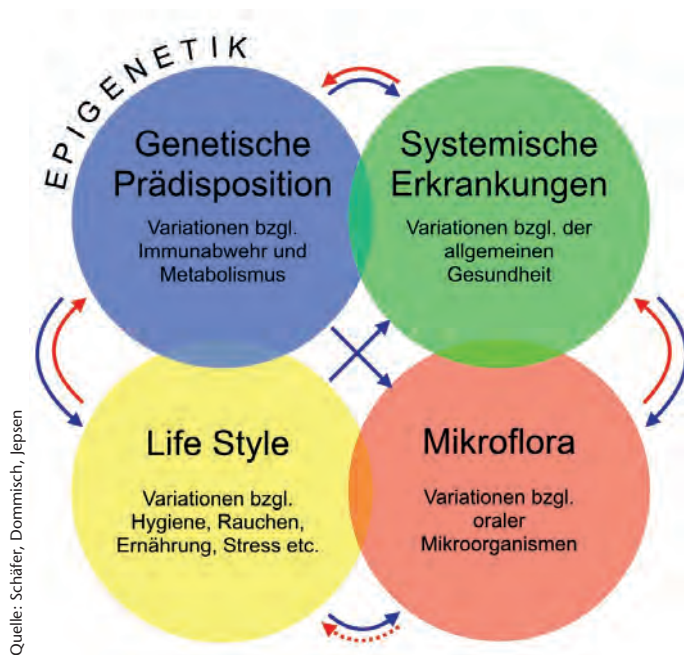 EPIGENETIK
Genetische
Prädisposition
Variationen bzgl.
Immunabwehr und
Metabolismus
Systemische
Erkrankungen
Variationen bzgl. der
allgemeinen
Gesundheit
Life Style
Variationen bzgl.
Hygiene, Rauchen,
Ernährung, Stress etc.
Mikroflora
Variationen bzgl.
oraler
Mikroorganismen
Quelle: Schäfer, Dommisch, Jepsen